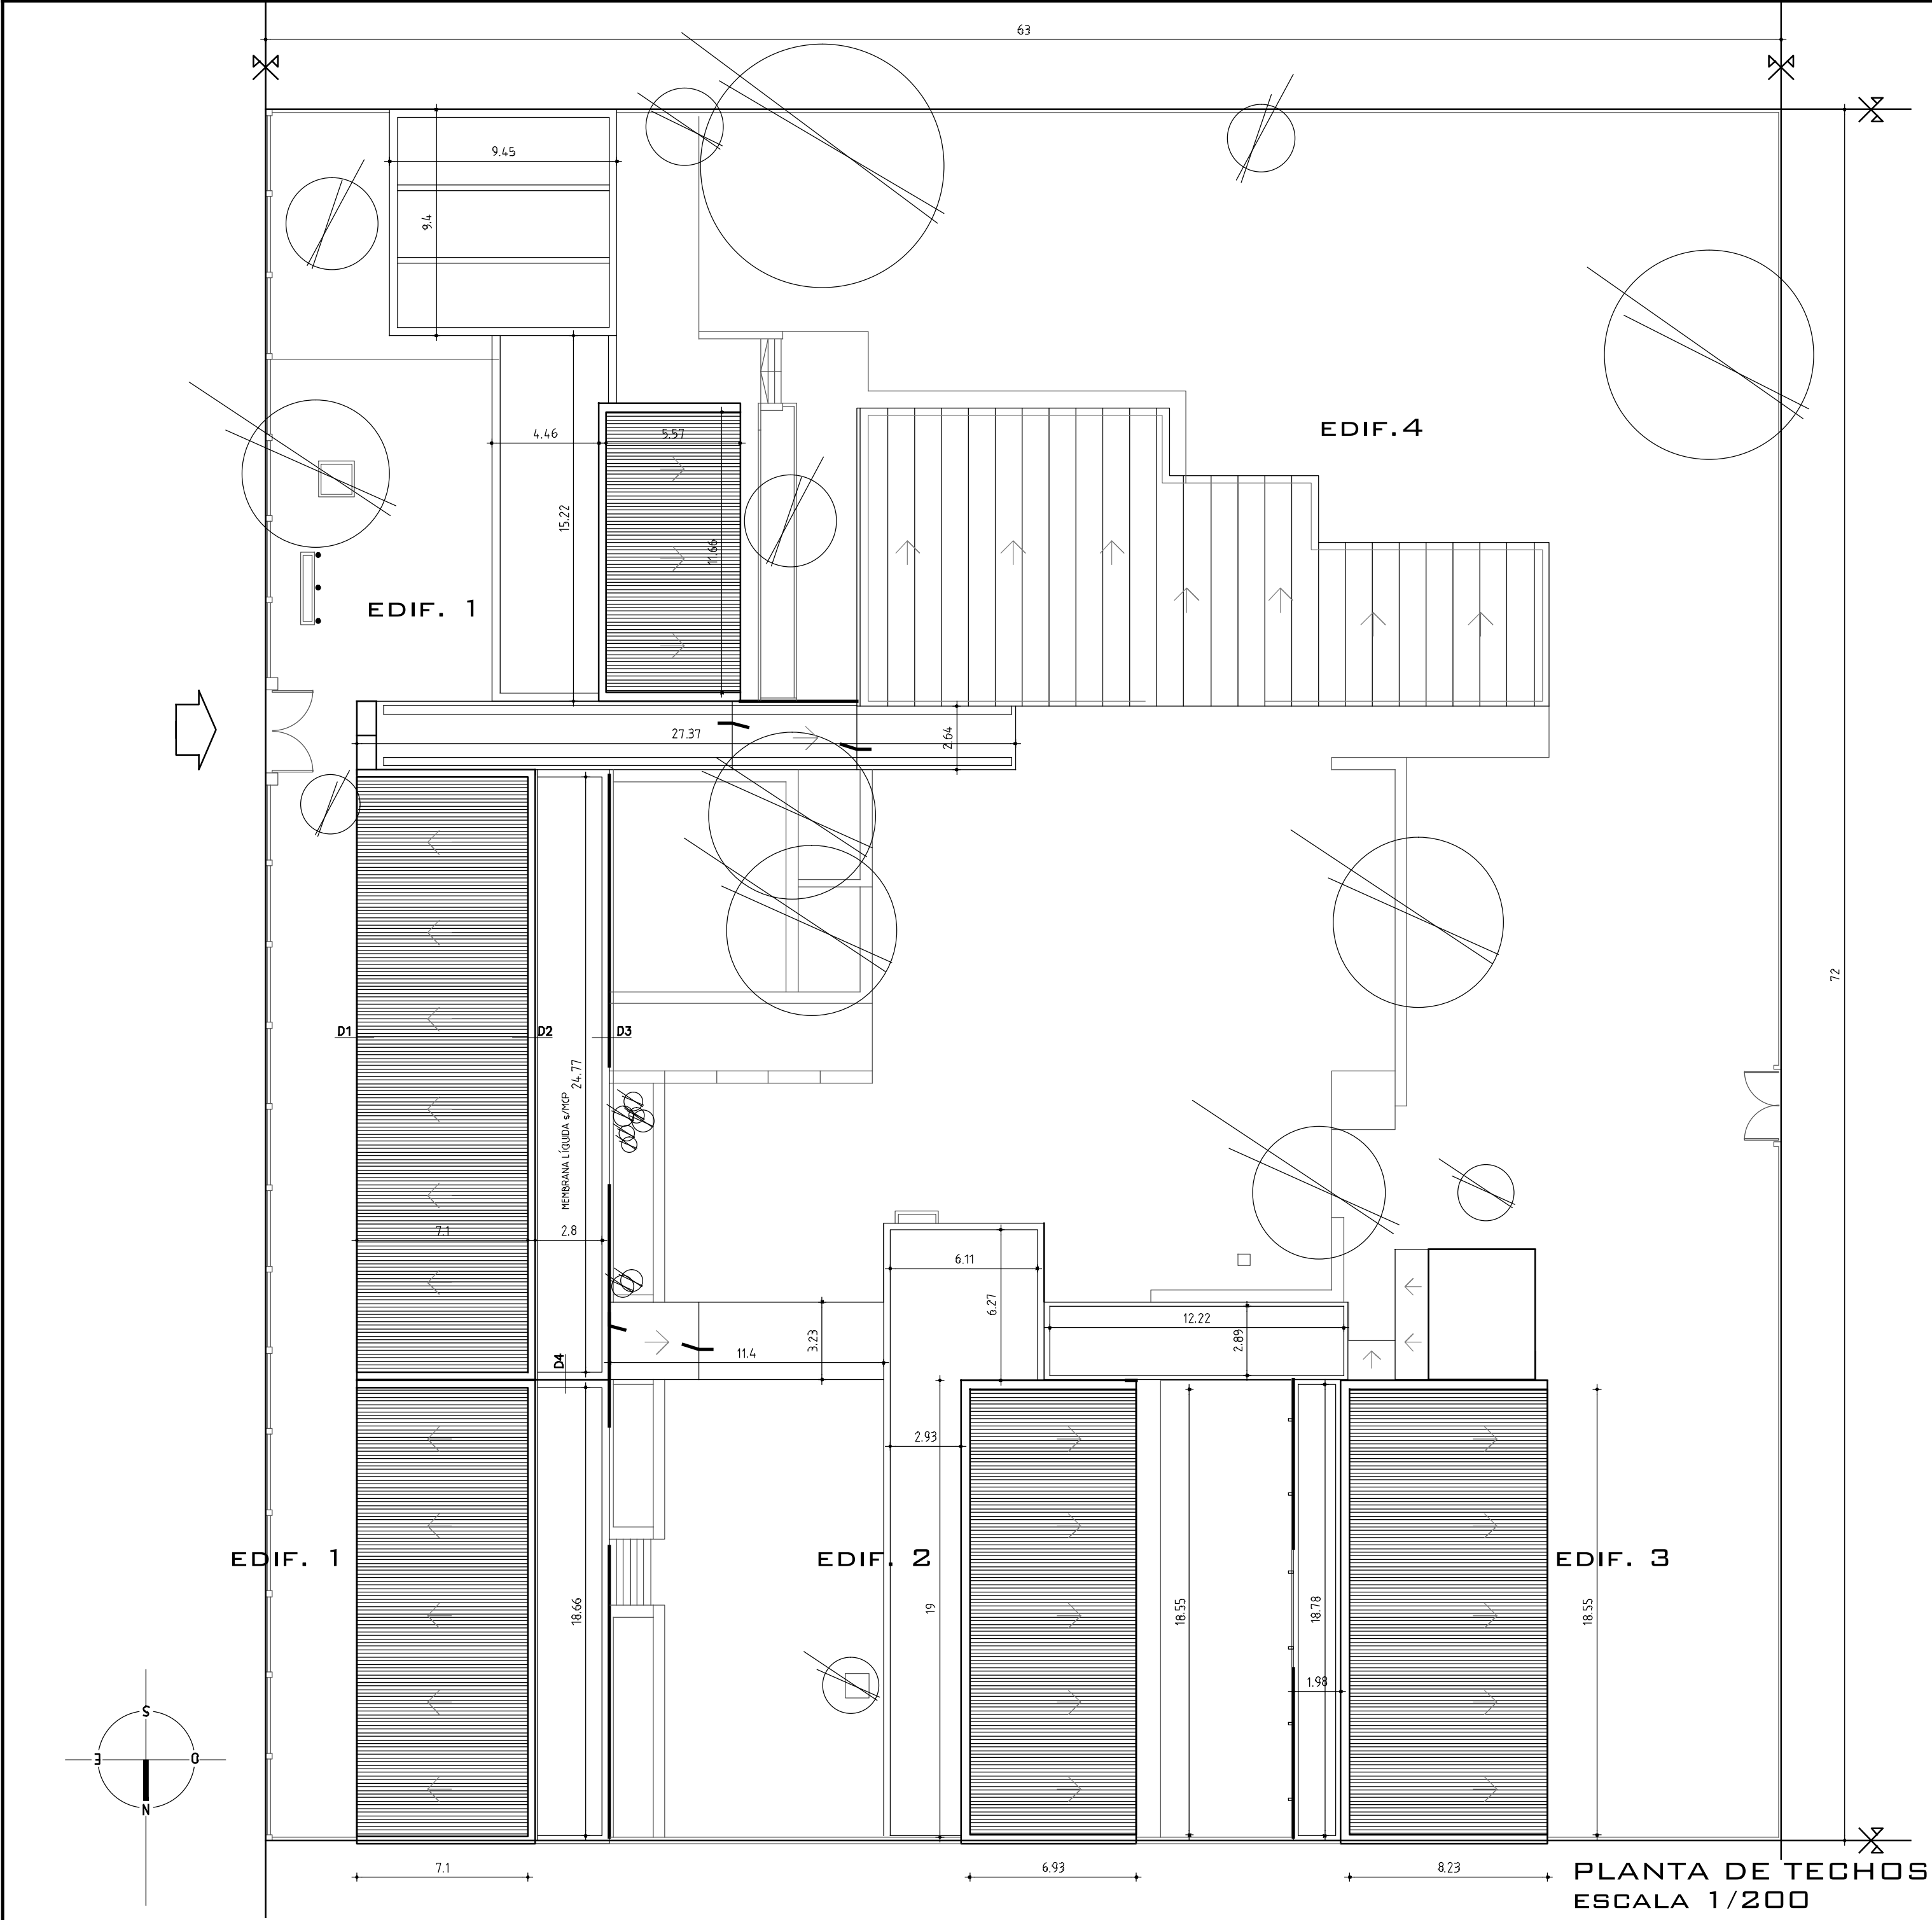 63
9.45
9.4
EDIF.4
4.46
5.57
15.22
11.66
EDIF. 1
27.37
2.64
72
D1
D2
D3
24.77
MEMBRANA LÍQUIDA s/MCP
7.1
2.8
6.11
6.27
12.22
2.89
3.23
11.4
D4
2.93
EDIF. 1
EDIF. 2
EDIF. 3
18.66
19
18.55
18.78
18.55
1.98
S
E
O
N
7.1
6.93
8.23
PLANTA DE TECHOS
ESCALA 1/200